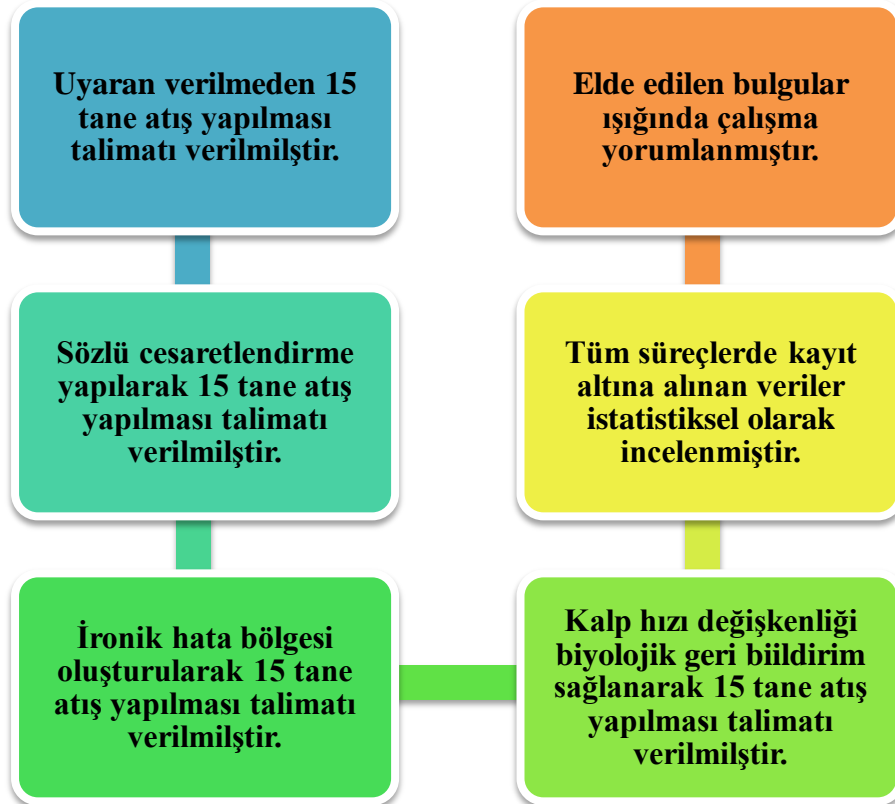 Uyaran verilmeden 15
tane atış yapılması
talimatı verilmilştir.
Sözlü cesaretlendirme
yapılarak 15 tane atış
yapılması talimatı
verilmilştir.
İronik hata bölgesi
oluşturularak 15 tane
atış yapılması talimatı
verilmilştir.
Kalp hızı değişkenliği
biyolojik geri biildirim
sağlanarak 15 tane atış
yapılması talimatı
verilmilştir.
Tüm süreçlerde kayıt
altına alınan veriler
istatistiksel olarak
incelenmiştir.
Elde edilen bulgular
ışığında çalışma
yorumlanmıştır.